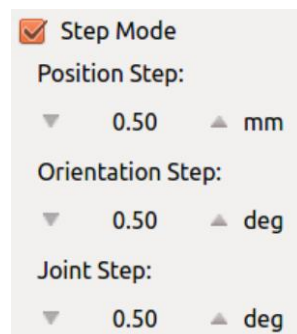 Step Mode
Position Step:
0.50 mm
Orientation Step:
0.50 deg
Joint Step:
0.50 deg